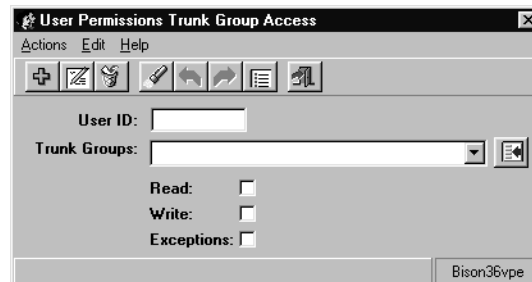 User Permissions Trunk Group Access
Actions Edit Help
User ID:
Trunk Groups:
Read:
Write:
Exceptions:
Bison36vpe